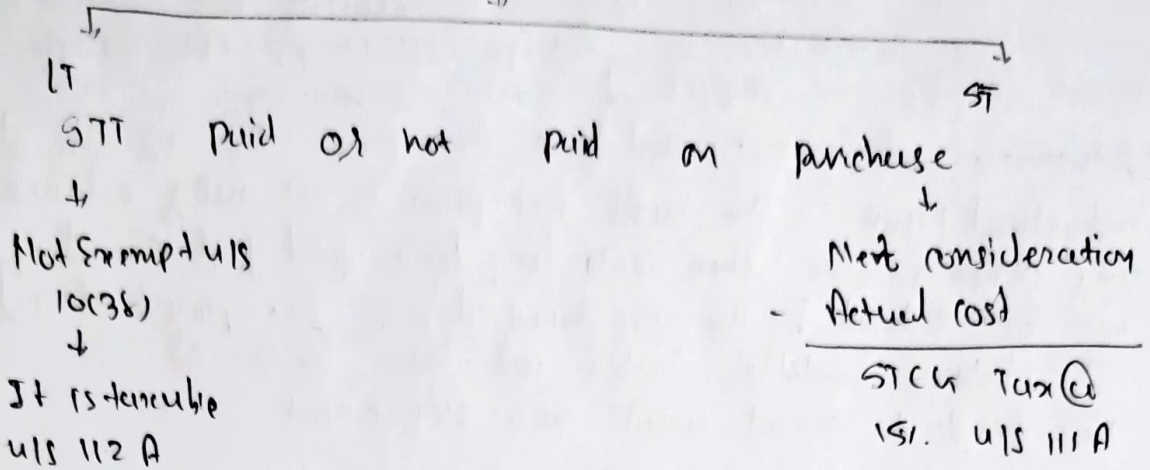 LT
ST
STT paid or not paid on purchase
Not Exempt u/s
10(38)
It is taxable
u/s 112 A
Net consideration
- Actual cost
STCG Tax @
15%. u/s 111 A